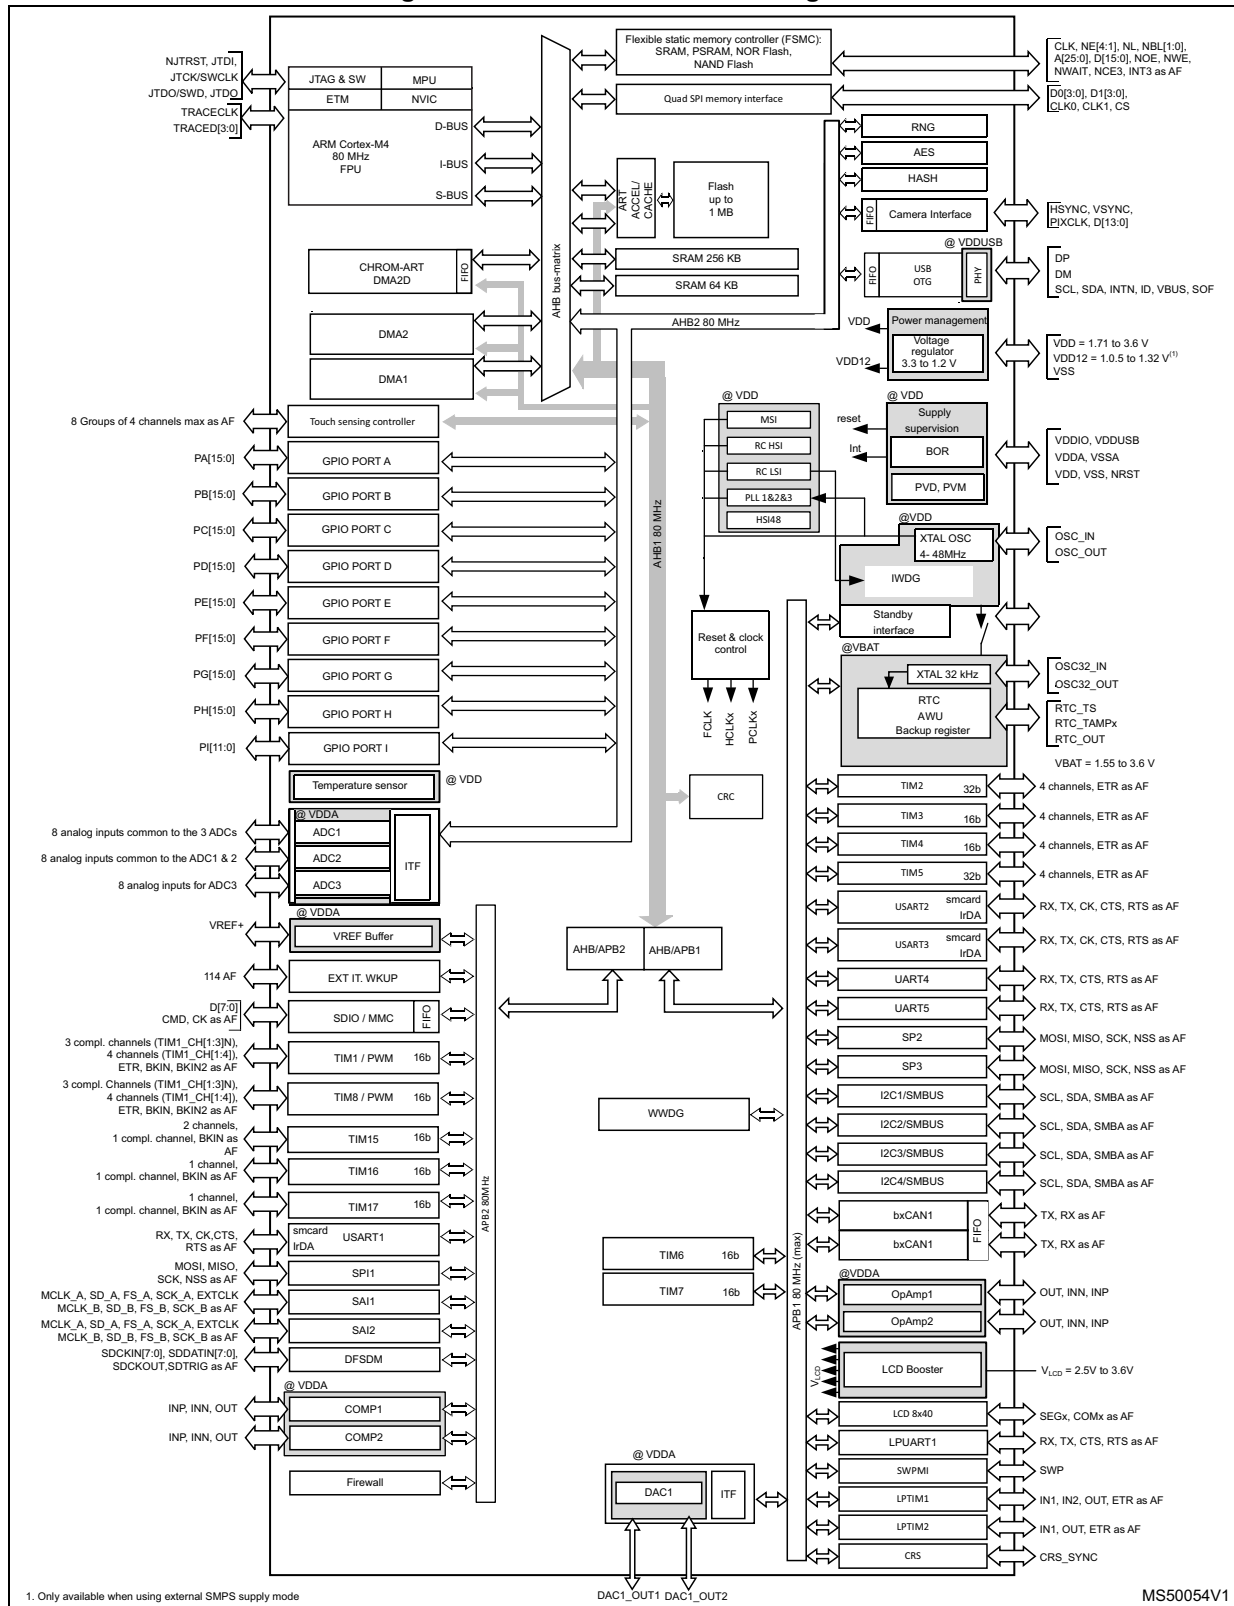 Flexible static memory controller (FSMC):
SRAM, PSRAM, NOR Flash,
NAND Flash
CLK, NE[4:1], NL, NBL[1:0],
A[25:0], D[15:0], NOE, NWE,
NWAIT, NCE3, INT3 as AF
NJTRST, JTDI,
JTCK/SWCLK
JTDO/SWD, JTDO
TRACECLK
TRACED[3:0]
JTAG & SW
MPU
ETM
NVIC
ARM Cortex-M4
80 MHz
FPU
D-BUS
I-BUS
S-BUS
Quad SPI memory interface
D0[3:0], D1[3:0],
CLK0, CLK1, CS
RNG
AES
HASH
ART
ACCEL/
CACHE
Flash
up to
1 MB
FIFO
Camera Interface
HSYNC, VSYNC,
PIXCLK, D[13:0]
AHB bus-matrix
CHROM-ART
DMA2D
FIFO
SRAM 256 KB
SRAM 64 KB
@ VDDUSB
FIFO
USB
OTG
PHY
DP
DM
SCL, SDA, INTN, ID, VBUS, SOF
DMA2
DMA1
AHB2 80 MHz
VDD
VDD12
Power management
Voltage
regulator
3.3 to 1.2 V
VDD = 1.71 to 3.6 V
VDD12 = 1.0.5 to 1.32 V(1)
VSS
8 Groups of 4 channels max as AF
Touch sensing controller
@ VDD
MSI
RC HSI
RC LSI
PLL 1&2&3
HSI48
@ VDD
reset
Int
Supply
supervision
BOR
PVD, PVM
VDDIO, VDDUSB
VDDA, VSSA
VDD, VSS, NRST
PA[15:0]
GPIO PORT A
PB[15:0]
GPIO PORT B
PC[15:0]
GPIO PORT C
PD[15:0]
GPIO PORT D
PE[15:0]
GPIO PORT E
PF[15:0]
GPIO PORT F
PG[15:0]
GPIO PORT G
PH[15:0]
GPIO PORT H
PI[11:0]
GPIO PORT I
AHB1 80 MHz
@VDD
XTAL OSC
4- 48MHz
IWDG
OSC_IN
OSC_OUT
Standby
interface
Reset & clock
control
FCLK
HCLKx
PCLKx
@VBAT
XTAL 32 kHz
RTC
AWU
Backup register
OSC32_IN
OSC32_OUT
RTC_TS
RTC_TAMPx
RTC_OUT
VBAT = 1.55 to 3.6 V
Temperature sensor
@ VDD
CRC
@ VDDA
8 analog inputs common to the 3 ADCs
ADC1
8 analog inputs common to the ADC1 & 2
ADC2
8 analog inputs for ADC3
ADC3
ITF
TIM2
32b
4 channels, ETR as AF
TIM3
16b
4 channels, ETR as AF
TIM4
16b
4 channels, ETR as AF
TIM5
32b
4 channels, ETR as AF
USART2
smcard
IrDA
RX, TX, CK, CTS, RTS as AF
USART3
smcard
IrDA
RX, TX, CK, CTS, RTS as AF
UART4
RX, TX, CTS, RTS as AF
UART5
RX, TX, CTS, RTS as AF
SP2
MOSI, MISO, SCK, NSS as AF
SP3
MOSI, MISO, SCK, NSS as AF
I2C1/SMBUS
SCL, SDA, SMBA as AF
I2C2/SMBUS
SCL, SDA, SMBA as AF
I2C3/SMBUS
SCL, SDA, SMBA as AF
I2C4/SMBUS
SCL, SDA, SMBA as AF
bxCAN1
TX, RX as AF
bxCAN1
TX, RX as AF
FIFO
@ VDDA
VREF+
VREF Buffer
114 AF
EXT IT. WKUP
D[7:0]
CMD, CK as AF
SDIO / MMC
FIFO
3 compl. channels (TIM1_CH[1:3]N),
4 channels (TIM1_CH[1:4]),
ETR, BKIN, BKIN2 as AF
TIM1 / PWM
16b
3 compl. Channels (TIM1_CH[1:3]N),
4 channels (TIM1_CH[1:4]),
ETR, BKIN, BKIN2 as AF
TIM8 / PWM
16b
2 channels,
1 compl. channel, BKIN as
AF
TIM15
16b
1 channel,
1 compl. channel, BKIN as AF
TIM16
16b
1 channel,
1 compl. channel, BKIN as AF
TIM17
16b
RX, TX, CK,CTS,
RTS as AF
smcard
IrDA
USART1
MOSI, MISO,
SCK, NSS as AF
SPI1
MCLK_A, SD_A, FS_A, SCK_A, EXTCLK
MCLK_B, SD_B, FS_B, SCK_B as AF
SAI1
MCLK_A, SD_A, FS_A, SCK_A, EXTCLK
MCLK_B, SD_B, FS_B, SCK_B as AF
SAI2
SDCKIN[7:0], SDDATIN[7:0],
SDCKOUT,SDTRIG as AF
DFSDM
@ VDDA
INP, INN, OUT
COMP1
INP, INN, OUT
COMP2
Firewall
APB2 80MHz
AHB/APB2
AHB/APB1
WWDG
TIM6
16b
TIM7
16b
APB1 80 MHz (max)
@VDDA
OpAmp1
OUT, INN, INP
OpAmp2
OUT, INN, INP
VLCD
LCD Booster
VLCD = 2.5V to 3.6V
LCD 8x40
SEGx, COMx as AF
LPUART1
RX, TX, CTS, RTS as AF
SWPMI
SWP
LPTIM1
IN1, IN2, OUT, ETR as AF
LPTIM2
IN1, OUT, ETR as AF
CRS
CRS_SYNC
@ VDDA
DAC1
ITF
DAC1_OUT1
DAC1_OUT2
1. Only available when using external SMPS supply mode
MS50054V1